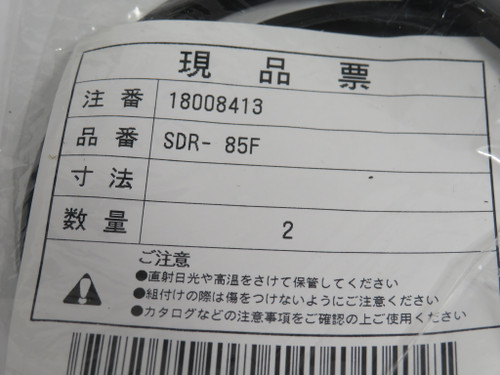 現品票
注番 18008413
品番 SDR- 85F
寸法
数量 2
ご注意
●直射日光や高温をさけて保管してください
●組付けの際は傷をつけないようにご注意ください
●カタログなどの注意事項をご確認の上ご使用ください